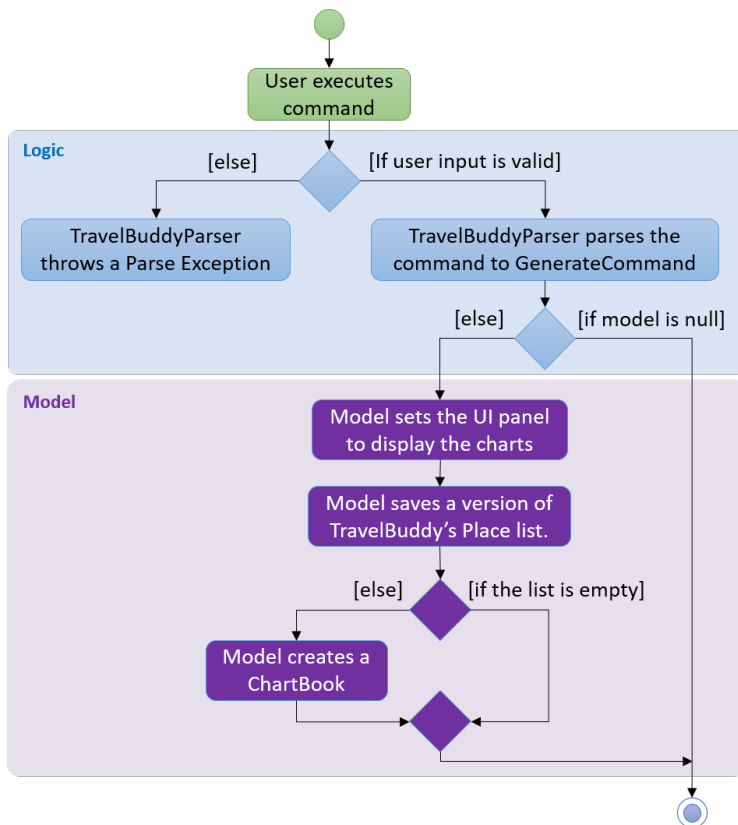 User executes
command
Logic
[else]
[If user input is valid]
TravelBuddyParser
throws a Parse Exception
TravelBuddyParser parses the
command to GenerateCommand
[else]
[if model is null]
Model
Model sets the UI panel
to display the charts
Model saves a version of
TravelBuddy’s Place list.
[else]
[if the list is empty]
Model creates a
ChartBook